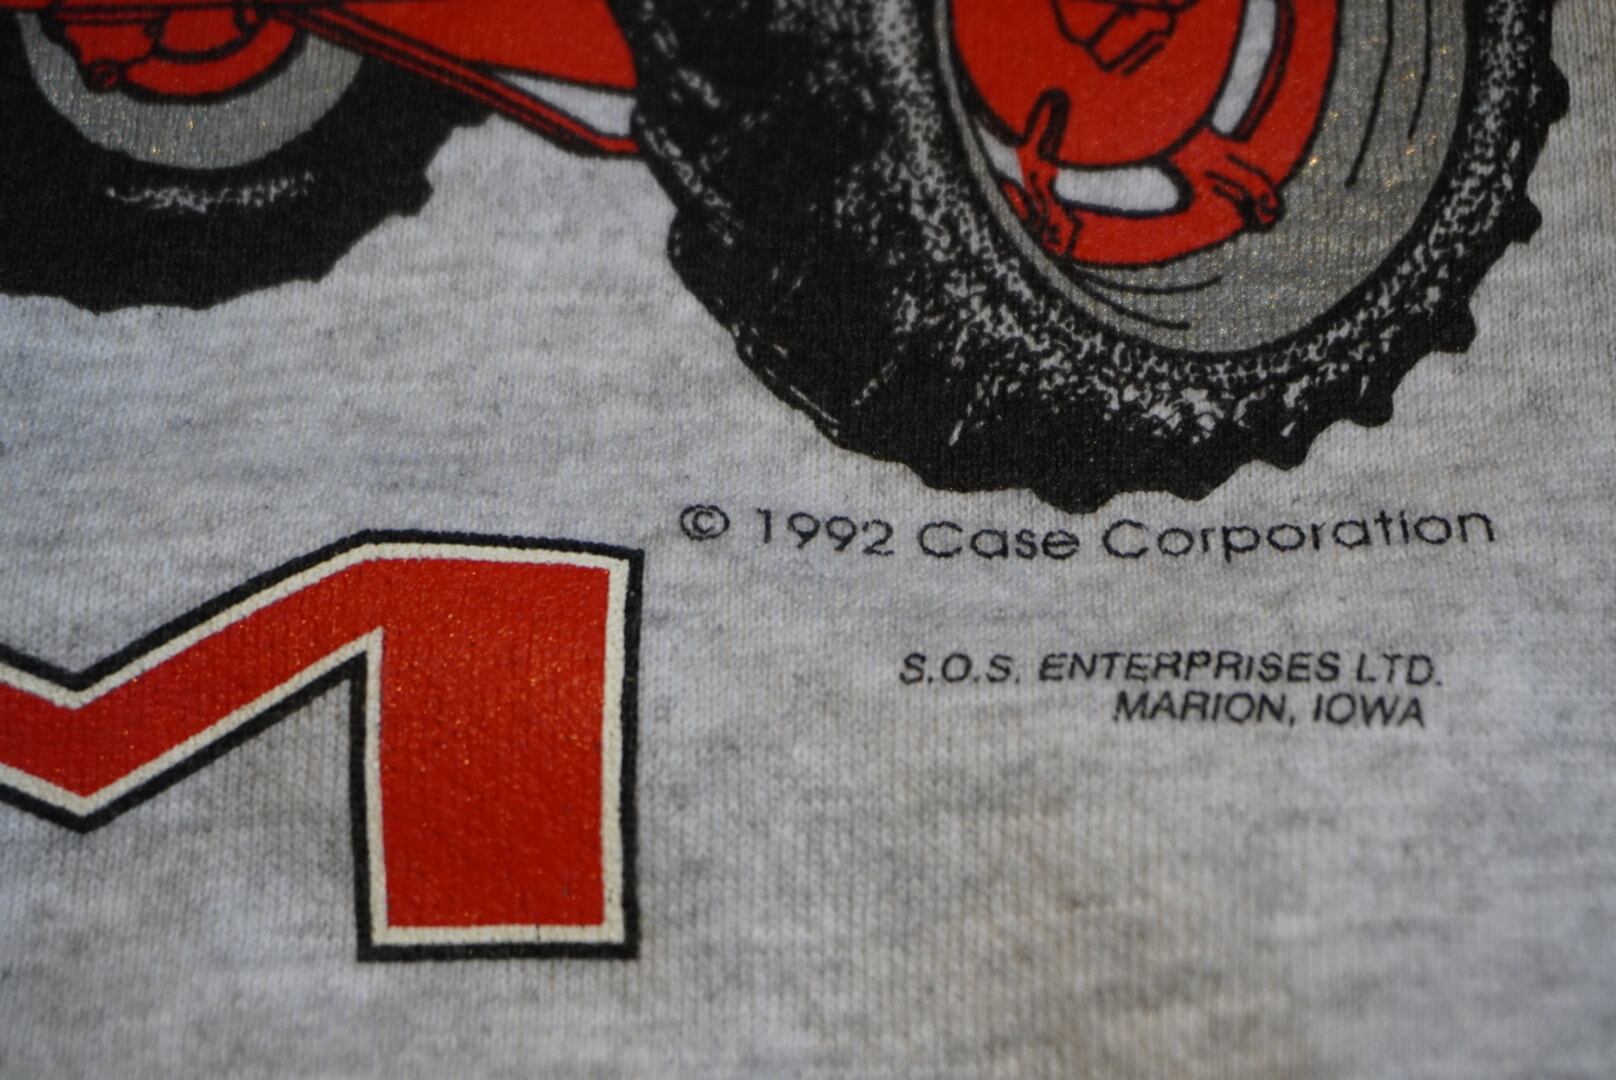 © 1992 Case Corporation
M
S.O.S. ENTERPRISES LTD.
MARION, IOWA